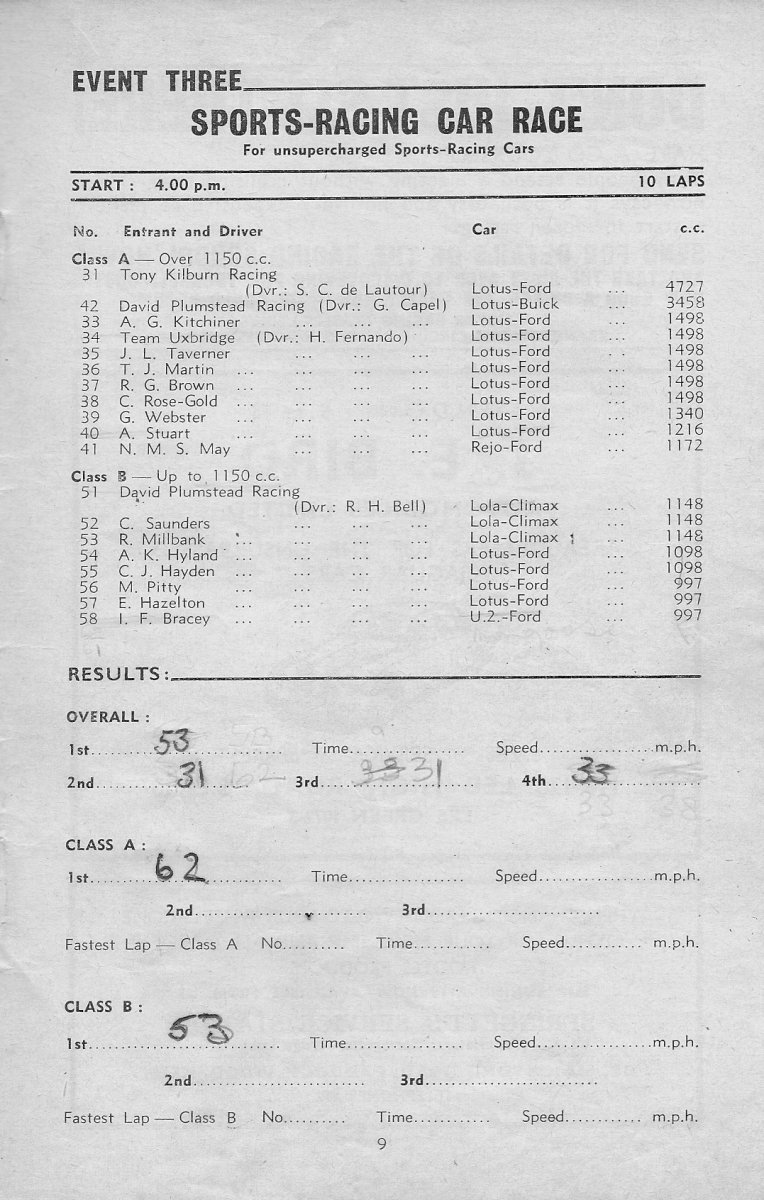 EVENT THREE
SPORTS-RACING CAR RACE
For unsupercharged Sports-Racing Cars
START : 4.00 p.m. 10 LAPS
No. Entrant and Driver Car c.c.
Class A — Over 1150 c.c.
31 Tony Kilburn Racing
(Dvr.: S. C. de Lautour) Lotus-Ford ... 4727
42 David Plumstead Racing (Dvr.: G. Capel) Lotus-Buick ... 3458
33 A. G. Kitchiner ... ... ... Lotus-Ford ... 1498
34 Team Uxbridge (Dvr.: H. Fernando) Lotus-Ford ... 1498
35 J. L. Taverner ... ... ... Lotus-Ford ... 1498
36 T. J. Martin ... ... ... ... Lotus-Ford ... 1498
37 R. G. Brown ... ... ... ... Lotus-Ford ... 1498
38 C. Rose-Gold ... ... ... ... Lotus-Ford ... 1498
39 G. Webster ... ... ... ... Lotus-Ford ... 1340
40 A. Stuart ... ... ... ... Lotus-Ford ... 1216
41 N. M. S. May ... ... ... Rejo-Ford ... 1172
Class B — Up to 1150 c.c.
51 David Plumstead Racing
(Dvr.: R. H. Bell) Lola-Climax ... 1148
52 C. Saunders ... ... ... Lola-Climax ... 1148
53 R. Millbank ... ... ... ... Lola-Climax ... 1148
54 A. K. Hyland ... ... ... ... Lotus-Ford ... 1098
55 C. J. Hayden ... ... ... ... Lotus-Ford ... 1098
56 M. Pitty ... ... ... ... Lotus-Ford ... 997
57 E. Hazelton ... ... ... ... Lotus-Ford ... 997
58 I. F. Bracey ... ... ... ... U.2.-Ford ... 997
RESULTS:
OVERALL :
1st. 53 Time Speed m.p.h.
2nd 31 62 3rd 33 31 4th 33
33 38
CLASS A :
1st 62 Time Speed m.p.h.
2nd 3rd
Fastest Lap — Class A No. Time Speed m.p.h.
CLASS B :
1st 53 Time Speed m.p.h.
2nd 3rd
Fastest Lap — Class B No. Time Speed m.p.h.
9